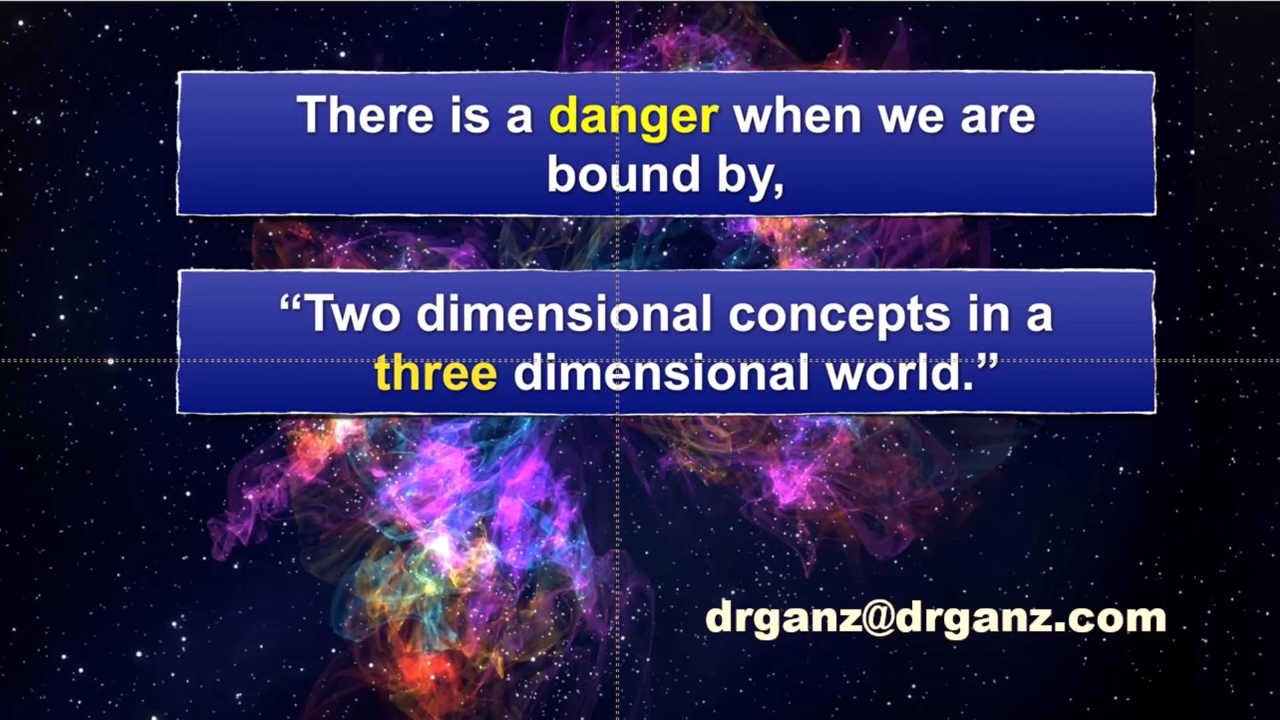 There is a danger when we are
bound by,
“Two dimensional concepts in a
three dimensional world.”
drganz@drganz.com